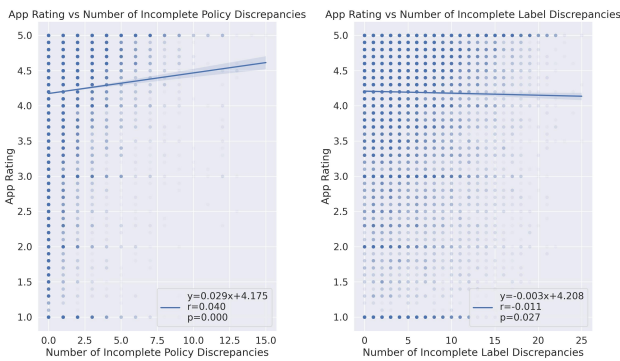 App Rating vs Number of Incomplete Policy Discrepancies
App Rating
5.0
4.5
4.0
3.5
3.0
2.5
2.0
1.5
1.0
y=0.029x+4.175
r=0.040
p=0.000
0.0 2.5 5.0 7.5 10.0 12.5 15.0
Number of Incomplete Policy Discrepancies
App Rating vs Number of Incomplete Label Discrepancies
App Rating
5.0
4.5
4.0
3.5
3.0
2.5
2.0
1.5
1.0
y=-0.003x+4.208
r=-0.011
p=0.027
0 5 10 15 20 25
Number of Incomplete Label Discrepancies